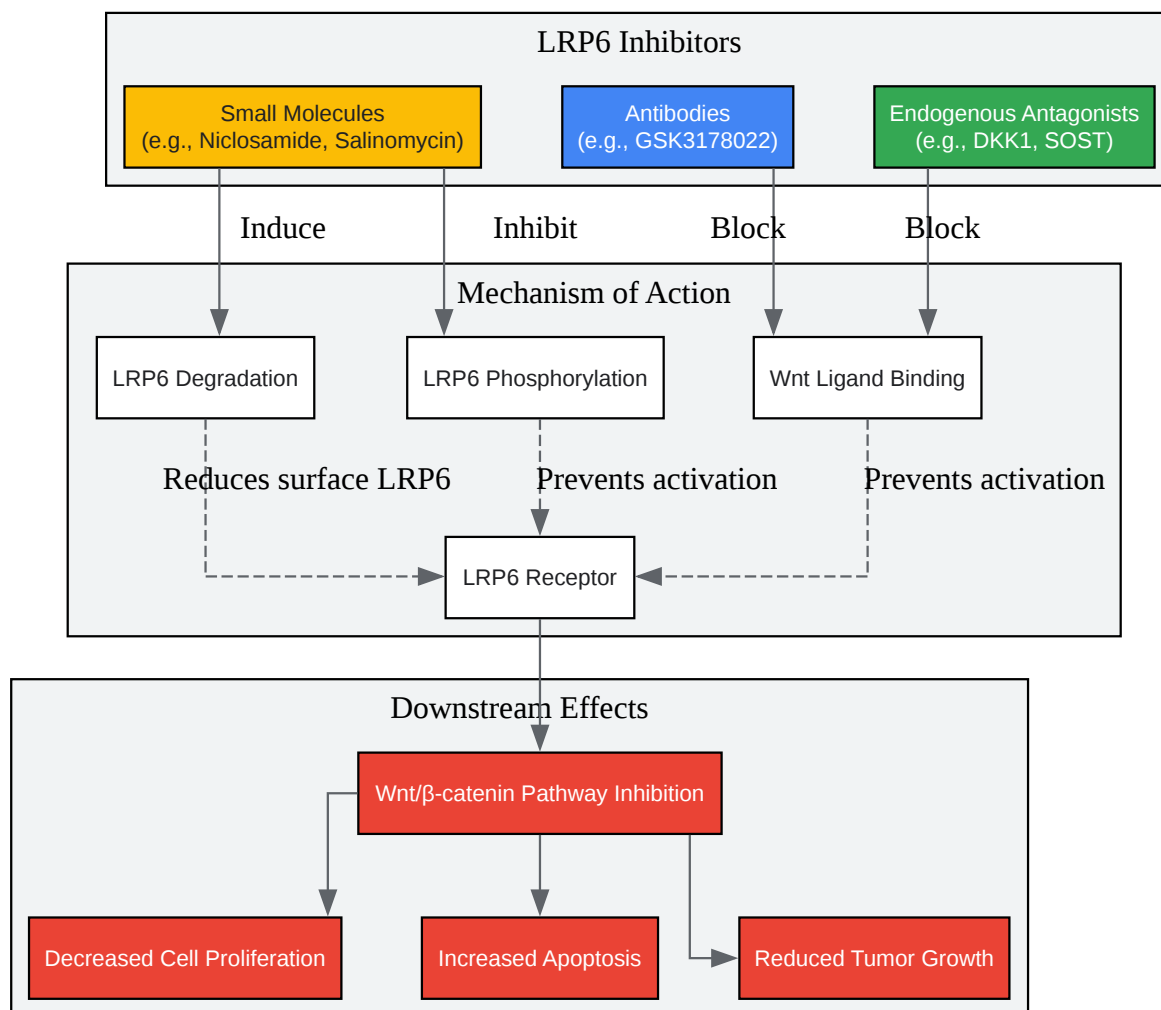 LRP6 Inhibitors
Small Molecules
(e.g., Niclosamide, Salinomycin)
Antibodies
(e.g., GSK3178022)
Endogenous Antagonists
(e.g., DKK1, SOST)
Induce
Inhibit
Block
Block
Mechanism of Action
LRP6 Degradation
LRP6 Phosphorylation
Wnt Ligand Binding
Reduces surface LRP6
Prevents activation
Prevents activation
LRP6 Receptor
Downstream Effects
Wnt/β-catenin Pathway Inhibition
Decreased Cell Proliferation
Increased Apoptosis
Reduced Tumor Growth